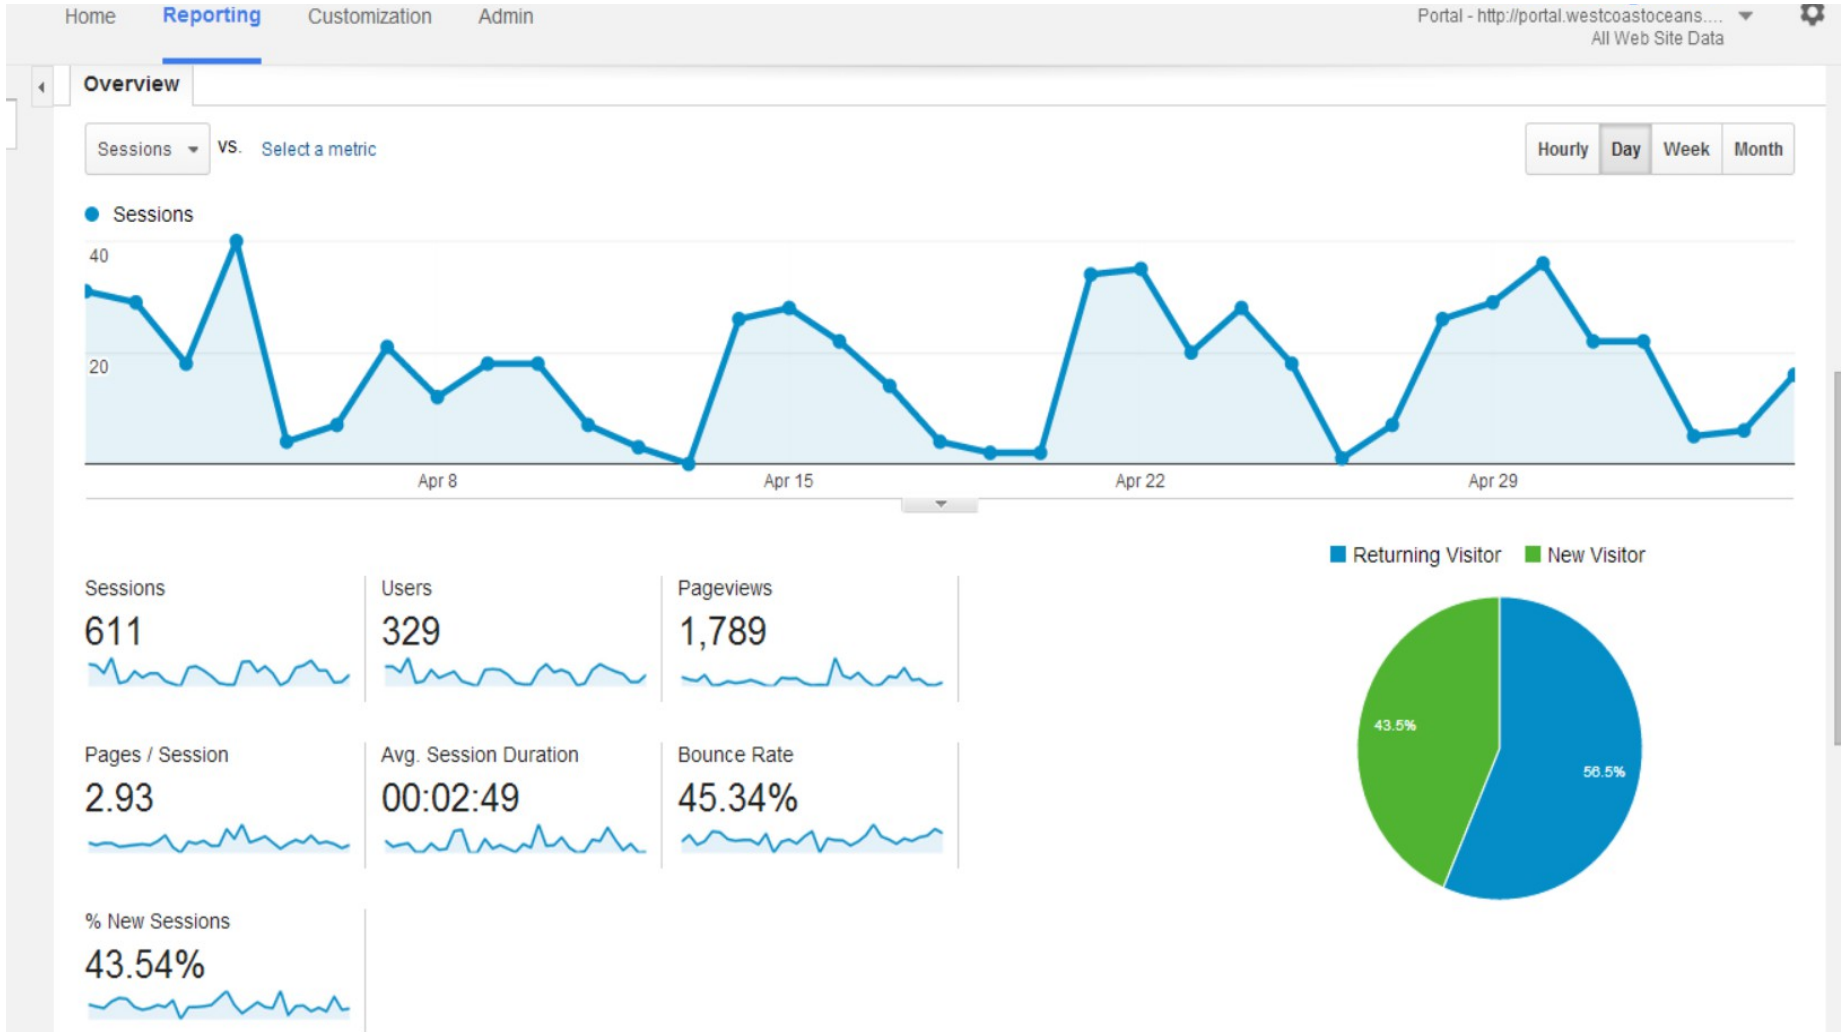 Home Reporting Customization Admin Portal - http://portal.westcoastoceans....
All Web Site Data
Overview
Sessions vs. Select a metric Hourly Day Week Month
Sessions
40
20
Apr 8 Apr 15 Apr 22 Apr 29
Returning Visitor New Visitor
Sessions Users Pageviews
611 329 1,789
43.5%
56.5%
Pages / Session Avg. Session Duration Bounce Rate
2.93 00:02:49 45.34%
% New Sessions
43.54%